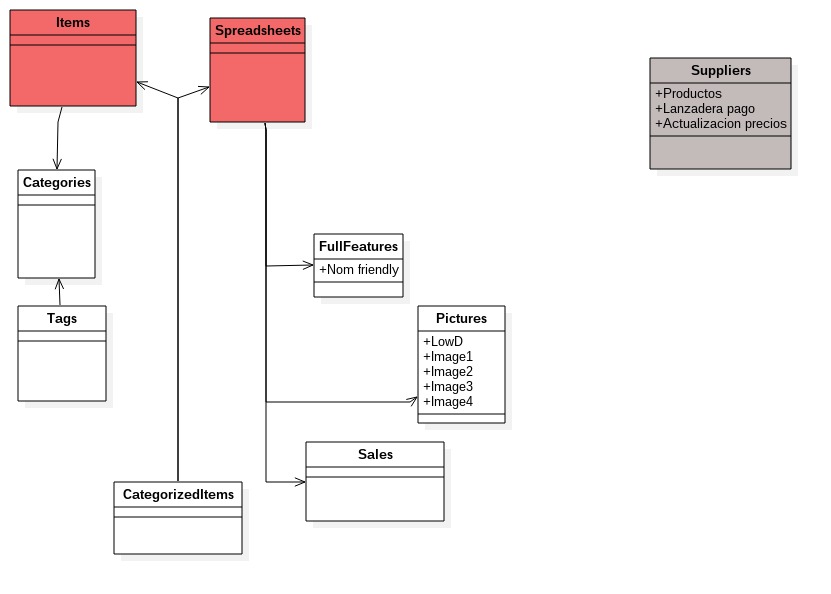 Items
Spreadsheets
Suppliers
+Productos
+Lanzadera pago
+Actualizacion precios
Categories
FullFeatures
+Nom friendly
Tags
Pictures
+LowD
+Image1
+Image2
+Image3
+Image4
Sales
CategorizedItems